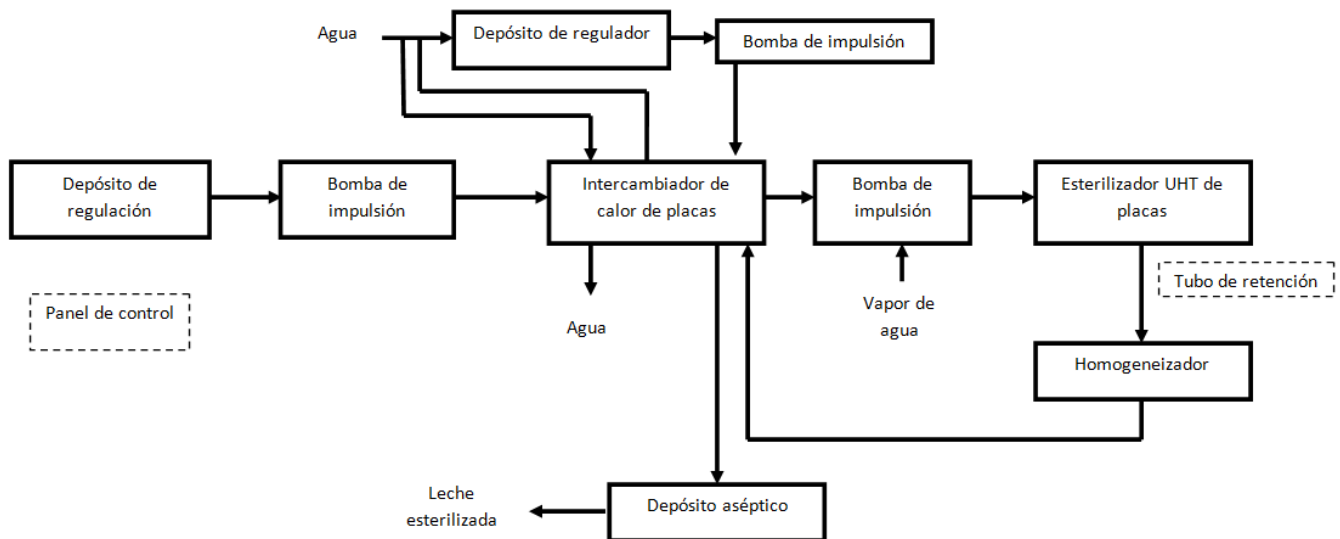 Agua
Depósito de regulador
Bomba de impulsión
Depósito de
regulación
Bomba de
impulsión
Intercambiador de
calor de placas
Bomba de
impulsión
Esterilizador UHT de
placas
Panel de control
Agua
Vapor de
agua
Tubo de retención
Homogeneizador
Leche
esterilizada
Depósito aséptico